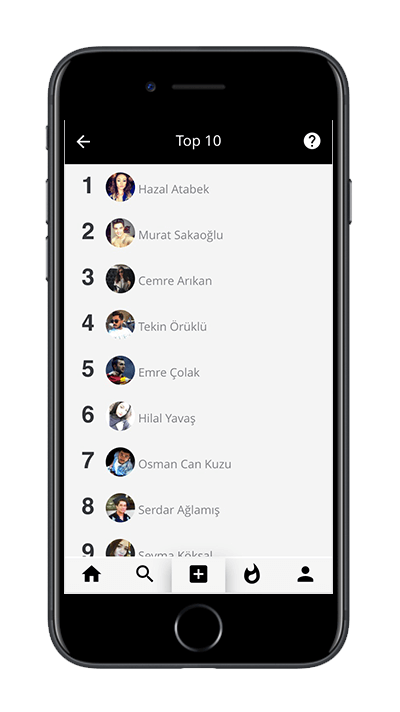 Top 10
1 Hazal Atabek
2 Murat Sakaoğlu
3 Cemre Arıkan
4 Tekin Örüklü
5 Emre Çolak
6 Hilal Yavaş
7 Osman Can Kuzu
8 Serdar Ağlamış
9 Şeyma Köksal